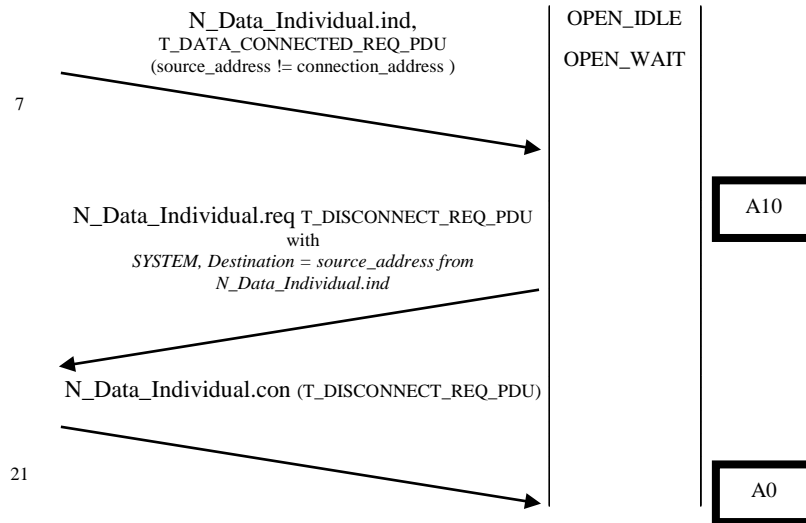 N_Data_Individual.ind,
T_DATA_CONNECTED_REQ_PDU
(source_address != connection_address )
OPEN_IDLE
OPEN_WAIT
7
A10
N_Data_Individual.req T_DISCONNECT_REQ_PDU
with
SYSTEM, Destination = source_address from
N_Data_Individual.ind
N_Data_Individual.con (T_DISCONNECT_REQ_PDU)
21
A0